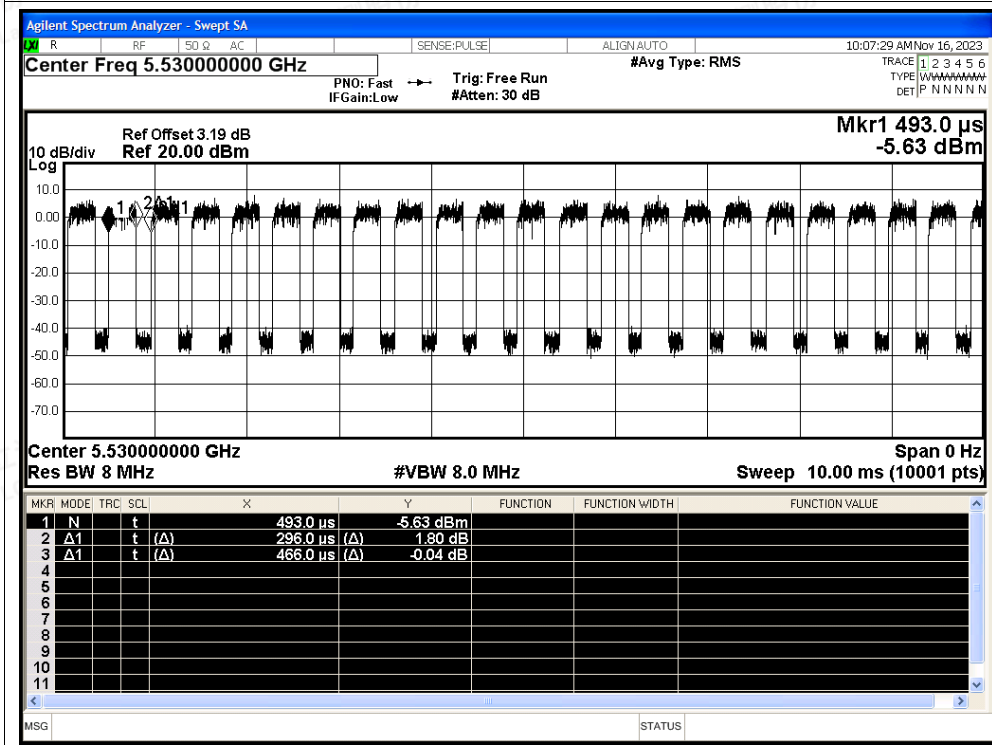 Agilent Spectrum Analyzer - Swept SA
LXI R RF 50 Ω AC SENSE:PULSE ALIGN AUTO 10:07:29 AM Nov 16, 2023
Center Freq 5.530000000 GHz
PNO: Fast
IFGain:Low
Trig: Free Run
#Atten: 30 dB
#Avg Type: RMS
TRACE 1 2 3 4 5 6
TYPE
DET P N N N N N
Mkr1 493.0 µs
-5.63 dBm
Ref Offset 3.19 dB
10 dB/div Ref 20.00 dBm
Log
10.0
0.00
-10.0
-20.0
-30.0
-40.0
-50.0
-60.0
-70.0
Center 5.530000000 GHz Span 0 Hz
Res BW 8 MHz #VBW 8.0 MHz Sweep 10.00 ms (10001 pts)
MKR MODE TRC SCL X Y FUNCTION FUNCTION WIDTH FUNCTION VALUE
1 N t 493.0 µs -5.63 dBm
2 Δ1 t (Δ) 296.0 µs (Δ) 1.80 dB
3 Δ1 t (Δ) 466.0 µs (Δ) -0.04 dB
4
5
6
7
8
9
10
11
MSG STATUS